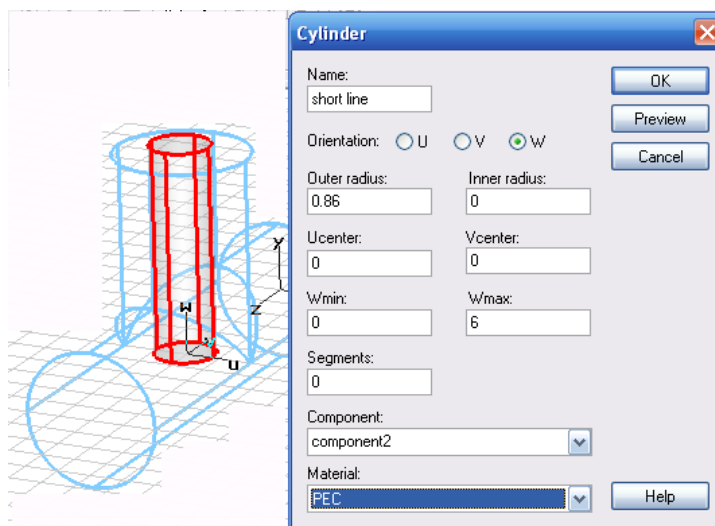 Cylinder
Name:
OK
short line
Preview
Orientation: U V W
Cancel
Outer radius: Inner radius:
0.86 0
Ucenter: Vcenter:
0 0
Wmin: Wmax:
0 6
Segments:
0
Component:
component2
Material:
PEC Help
y
z
w
v
u